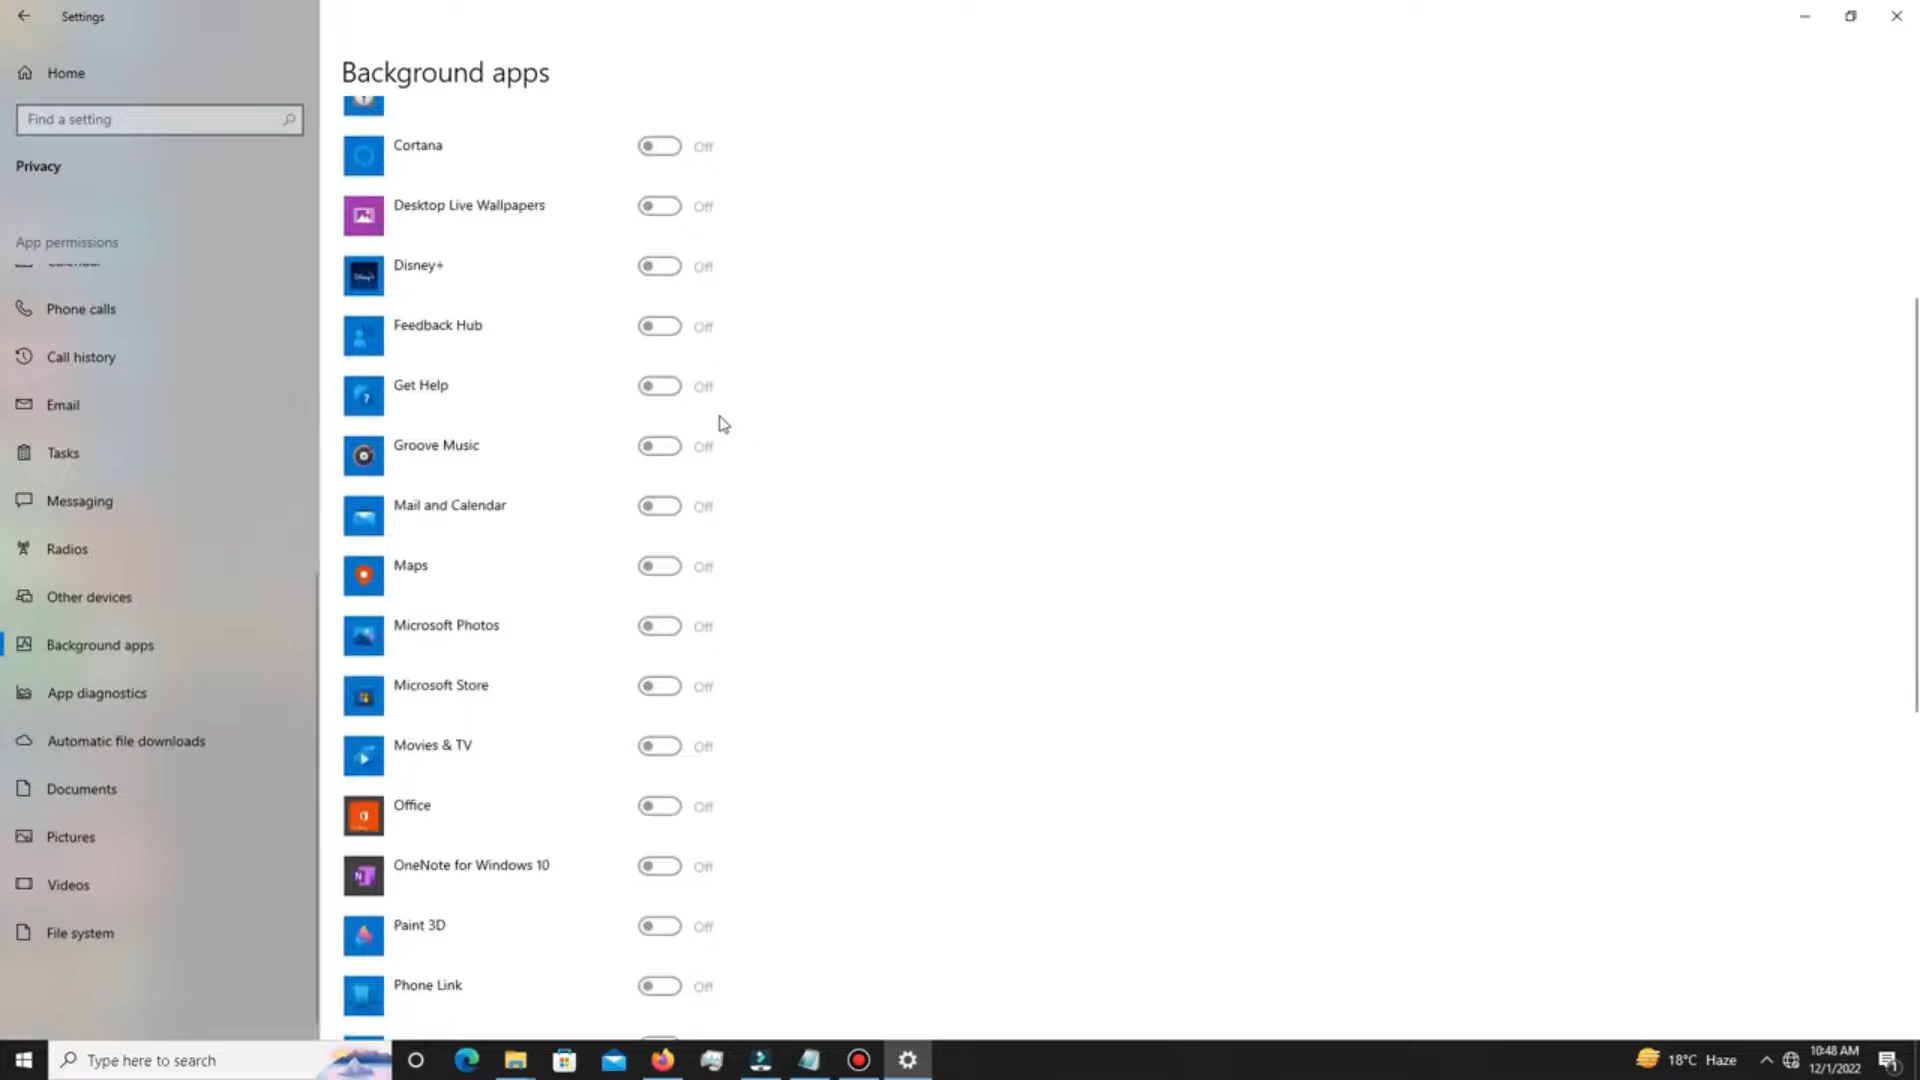 Settings
Home
Find a setting
Privacy
App permissions
Calendar
Phone calls
Call history
Email
Tasks
Messaging
Radios
Other devices
Background apps
App diagnostics
Automatic file downloads
Documents
Pictures
Videos
File system
Background apps
Cortana Off
Desktop Live Wallpapers Off
Disney+ Off
Feedback Hub Off
Get Help Off
Groove Music Off
Mail and Calendar Off
Maps Off
Microsoft Photos Off
Microsoft Store Off
Movies & TV Off
Office Off
OneNote for Windows 10 Off
Paint 3D Off
Phone Link Off
Type here to search
18°C Haze
10:48 AM
12/1/2022
1